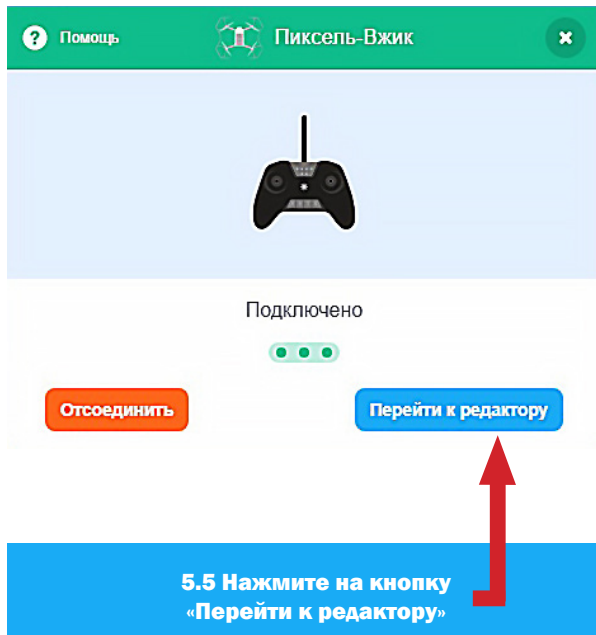 ? Помощь
Пиксель-Вжик
Подключено
Отсоединить
Перейти к редактору
5.5 Нажмите на кнопку
«Перейти к редактору»